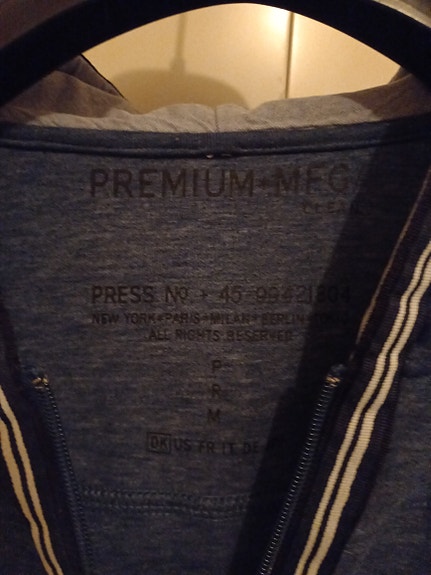 PREMIUM-MFG
PRESS Nº + 45-99421804
NEW YORK*PARIS*MILAN*BERLIN
ALL RIGHTS RESERVED
P
R
M
DK US FR IT DE